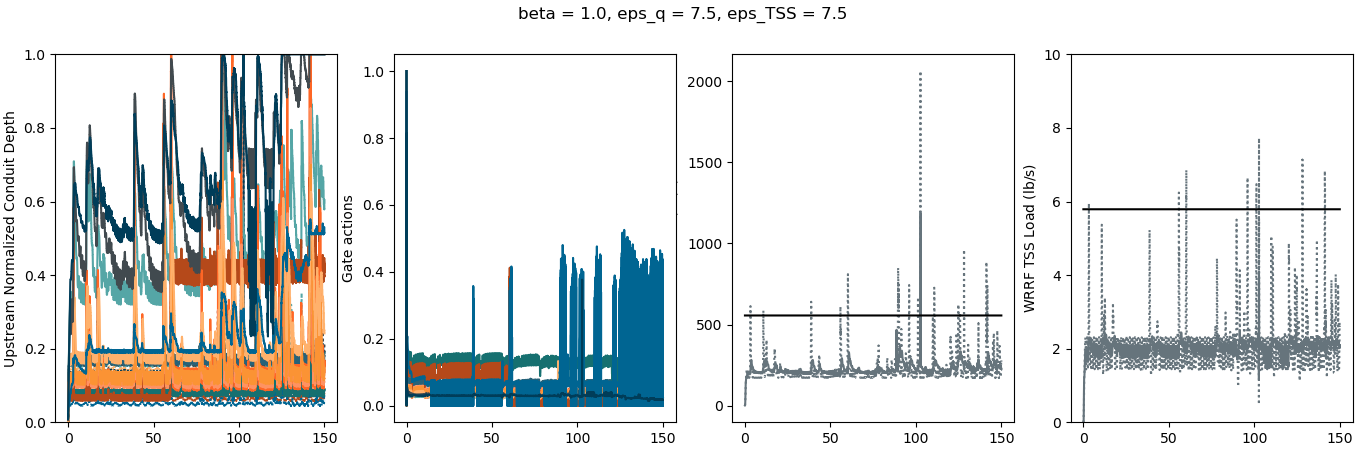 beta = 1.0, eps_q = 7.5, eps_TSS = 7.5
Upstream Normalized Conduit Depth
1.0
0.8
0.6
0.4
0.2
0.0
0 50 100 150
Gate actions
1.0
0.8
0.6
0.4
0.2
0.0
0 50 100 150
2000
1500
1000
500
0
0 50 100 150
WRRF TSS Load (lb/s)
10
8
6
4
2
0
0 50 100 150